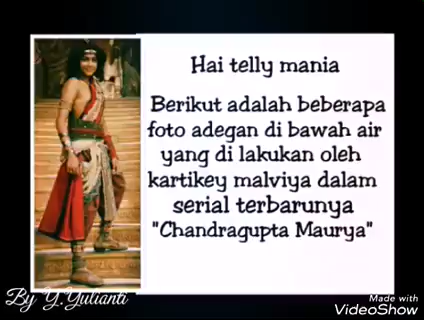 Hai telly mania
Berikut adalah beberapa
foto adegan di bawah air
yang di lakukan oleh
kartikey malviya dalam
serial terbarunya
"Chandragupta Maurya"
By Y.Yulianti
Made with
VideoShow